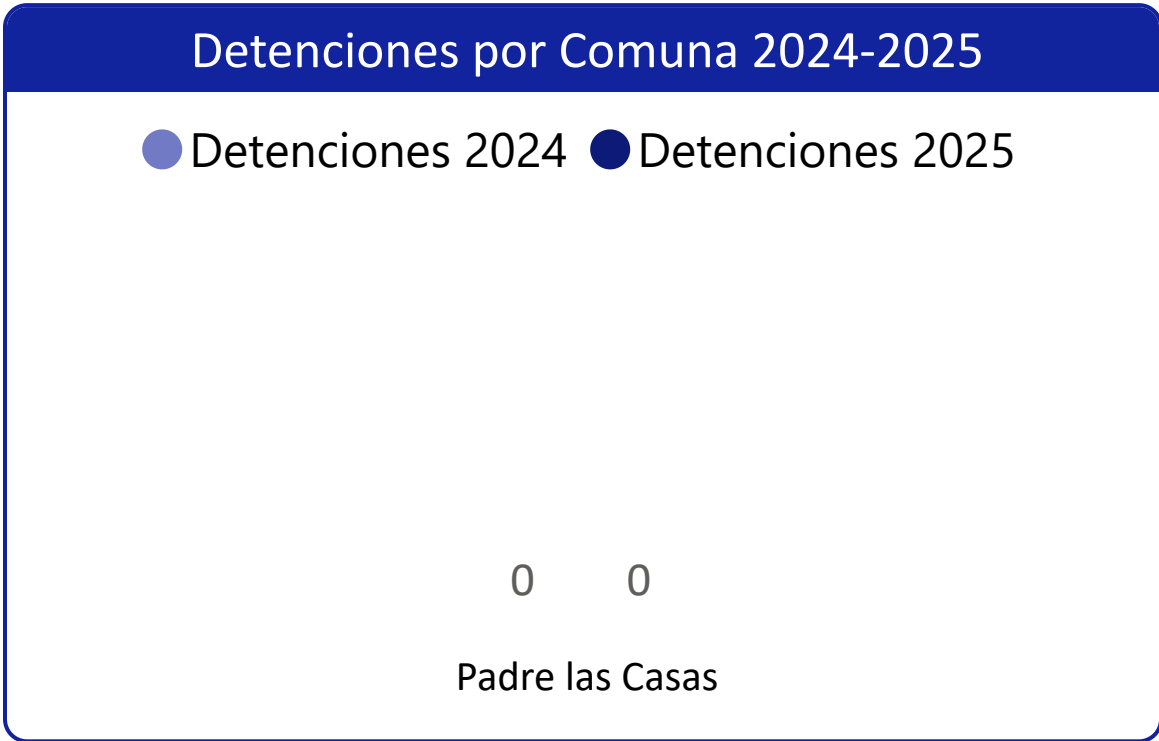 Detenciones por Comuna 2024-2025
Detenciones 2024 Detenciones 2025
0 0
Padre las Casas